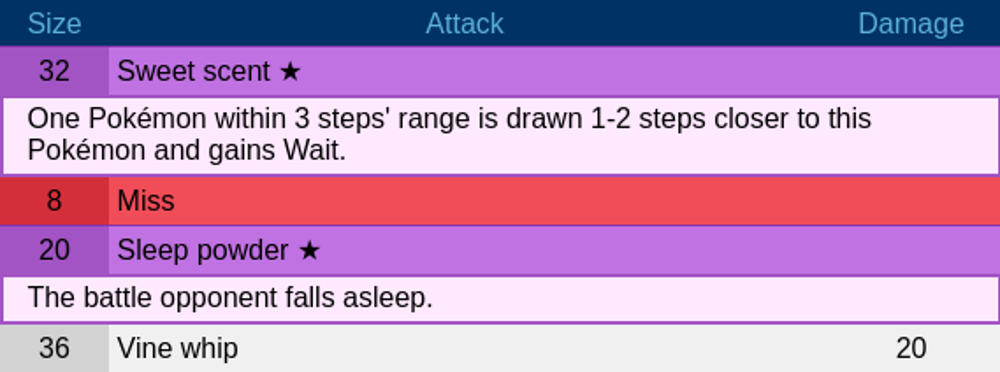 Size Attack Damage
32 Sweet scent ★
One Pokémon within 3 steps' range is drawn 1-2 steps closer to this
Pokémon and gains Wait.
8 Miss
20 Sleep powder ★
The battle opponent falls asleep.
36 Vine whip 20